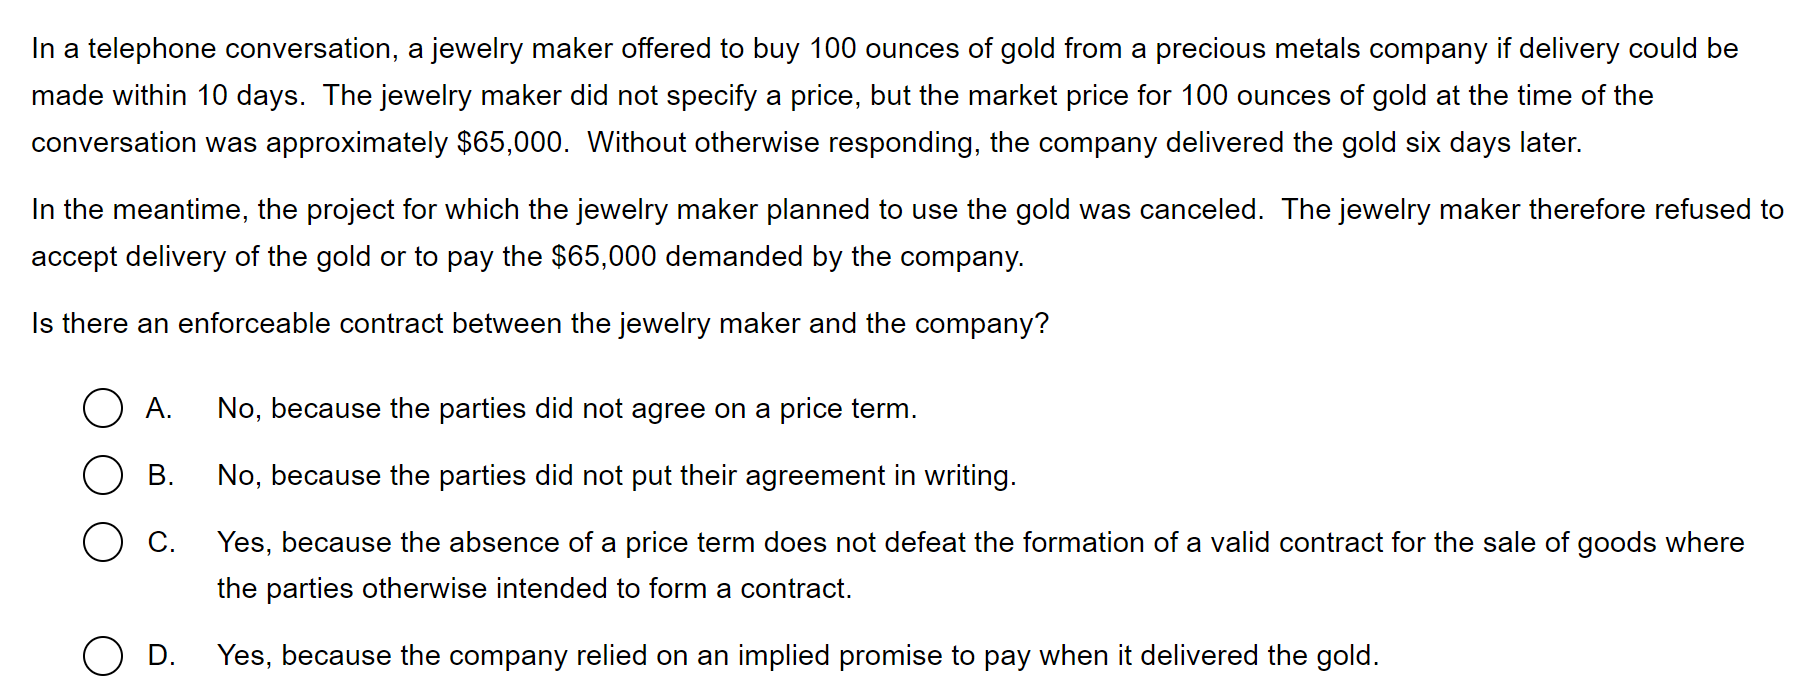 In a telephone conversation, a jewelry maker offered to buy 100 ounces of gold from a precious metals company if delivery could be
made within 10 days.  The jewelry maker did not specify a price, but the market price for 100 ounces of gold at the time of the
conversation was approximately $65,000.  Without otherwise responding, the company delivered the gold six days later.
In the meantime, the project for which the jewelry maker planned to use the gold was canceled.  The jewelry maker therefore refused to
accept delivery of the gold or to pay the $65,000 demanded by the company.
Is there an enforceable contract between the jewelry maker and the company?
A. No, because the parties did not agree on a price term.
B. No, because the parties did not put their agreement in writing.
C. Yes, because the absence of a price term does not defeat the formation of a valid contract for the sale of goods where
the parties otherwise intended to form a contract.
D. Yes, because the company relied on an implied promise to pay when it delivered the gold.